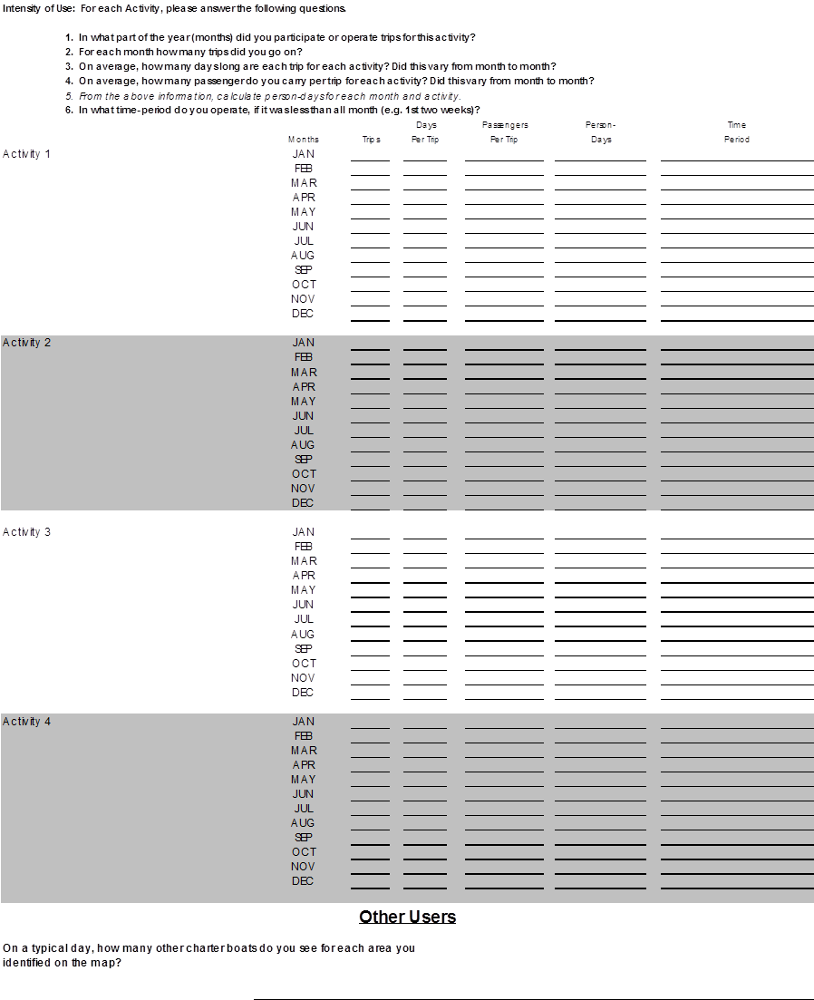 Intensity of Use: For each Activity, please answer the following questions.
1. In what part of the year (months) did you participate or operate trips for this activity?
2. For each month how many trips did you go on?
3. On average, how many days long are each trip for each activity? Did this vary from month to month?
4. On average, how many passenger do you carry per trip for each activity? Did this vary from month to month?
5. From the above information, calculate person-days for each month and activity.
6. In what time-period do you operate, if it was less than all month (e.g. 1st two weeks)?
Days Passengers Person- Time
Months Trips Per Trip Per Trip Days Period
Activity 1 JAN
FEB
MAR
APR
MAY
JUN
JUL
AUG
SEP
OCT
NOV
DEC
Activity 2 JAN
FEB
MAR
APR
MAY
JUN
JUL
AUG
SEP
OCT
NOV
DEC
Activity 3 JAN
FEB
MAR
APR
MAY
JUN
JUL
AUG
SEP
OCT
NOV
DEC
Activity 4 JAN
FEB
MAR
APR
MAY
JUN
JUL
AUG
SEP
OCT
NOV
DEC
Other Users
On a typical day, how many other charter boats do you see for each area you
identified on the map?